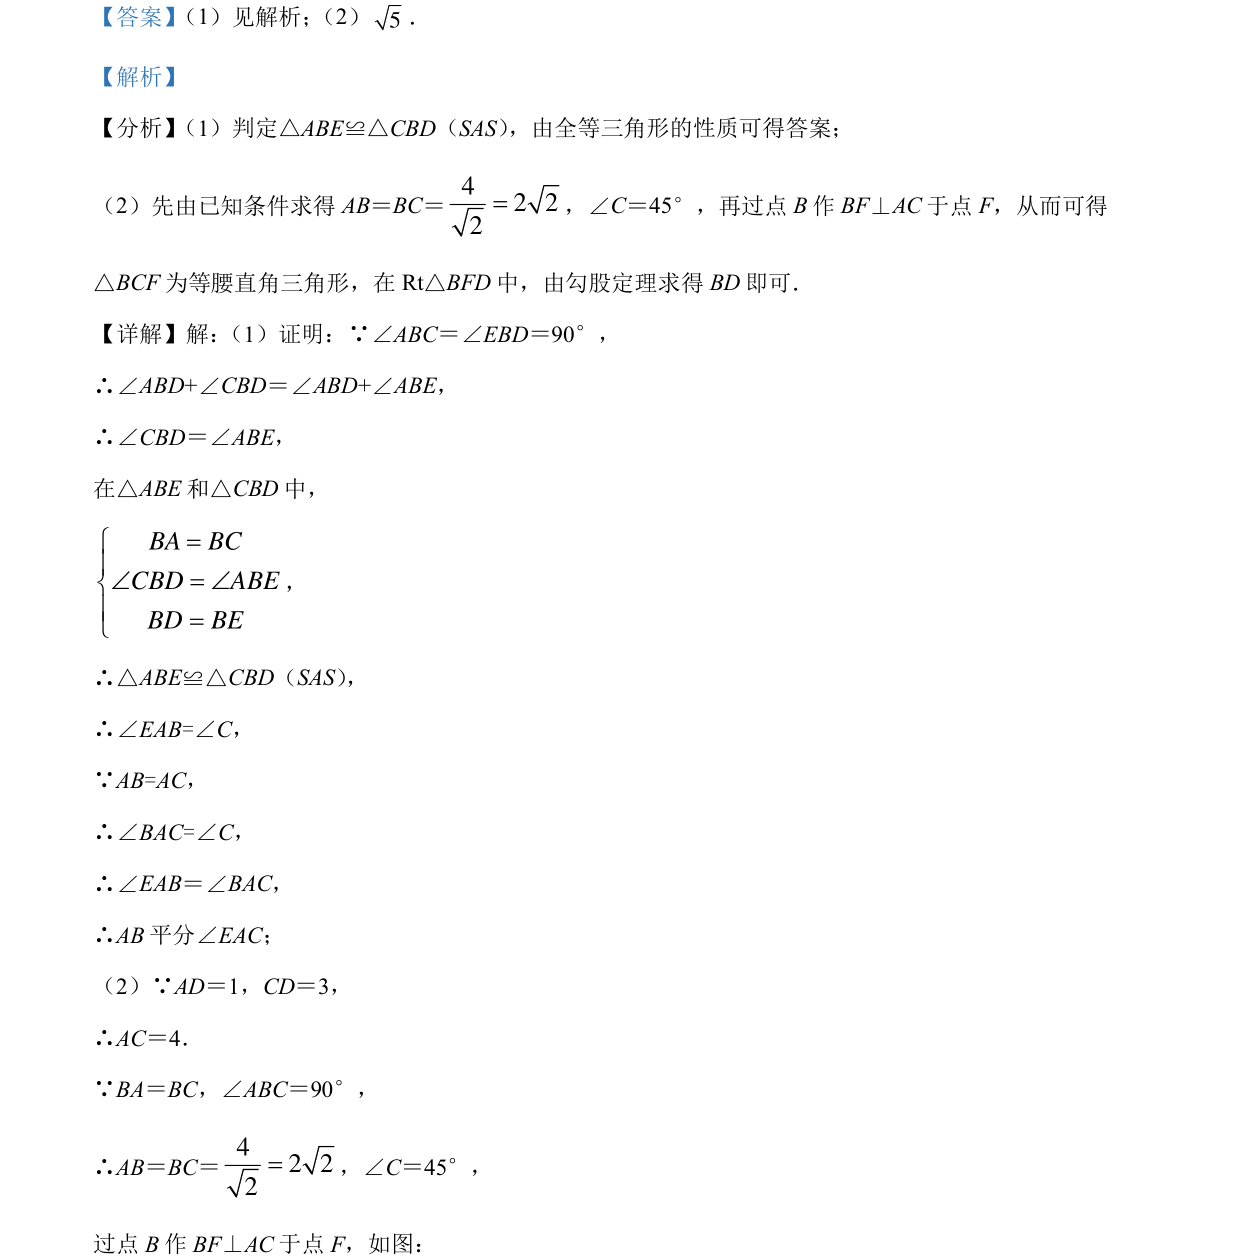 【答案】（1）见解析；（2）√5．
【解析】
【分析】（1）判定△ABE≌△CBD（SAS），由全等三角形的性质可得答案；
（2）先由已知条件求得 AB＝BC＝4/√2＝2√2，∠C＝45°，再过点 B 作 BF⊥AC 于点 F，从而可得
△BCF 为等腰直角三角形，在 Rt△BFD 中，由勾股定理求得 BD 即可．
【详解】解：（1）证明：∵∠ABC＝∠EBD＝90°，
∴∠ABD+∠CBD＝∠ABD+∠ABE，
∴∠CBD＝∠ABE，
在△ABE 和△CBD 中，
BA = BC
∠CBD = ∠ABE，
BD = BE
∴△ABE≌△CBD（SAS），
∴∠EAB=∠C，
∵AB=AC，
∴∠BAC=∠C，
∴∠EAB＝∠BAC，
∴AB 平分∠EAC；
（2）∵AD＝1，CD＝3，
∴AC＝4．
∵BA＝BC，∠ABC＝90°，
∴AB＝BC＝4/√2＝2√2，∠C＝45°，
过点 B 作 BF⊥AC 于点 F，如图：